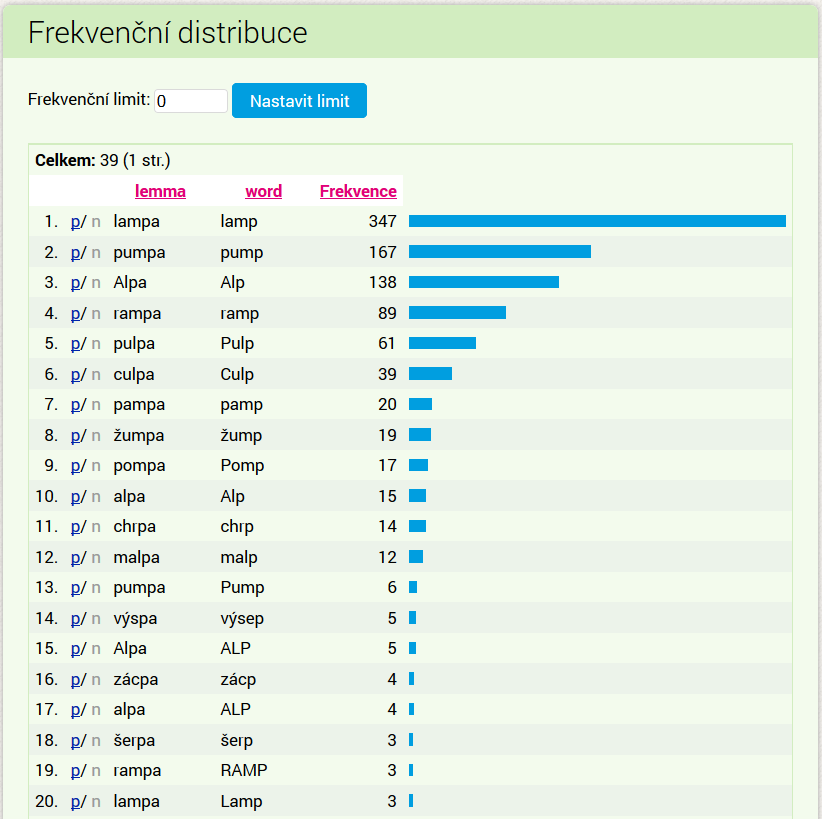 Frekvenční distribuce
Frekvenční limit: 0 Nastavit limit
Celkem: 39 (1 str.)
lemma word Frekvence
1. p/ n lampa lamp 347
2. p/ n pumpa pump 167
3. p/ n Alpa Alp 138
4. p/ n rampa ramp 89
5. p/ n pulpa Pulp 61
6. p/ n culpa Culp 39
7. p/ n pampa pamp 20
8. p/ n žumpa žump 19
9. p/ n pompa Pomp 17
10. p/ n alpa Alp 15
11. p/ n chrpa chrp 14
12. p/ n malpa malp 12
13. p/ n pumpa Pump 6
14. p/ n výspa výsep 5
15. p/ n Alpa ALP 5
16. p/ n zácpa zácp 4
17. p/ n alpa ALP 4
18. p/ n šerpa šerp 3
19. p/ n rampa RAMP 3
20. p/ n lampa Lamp 3